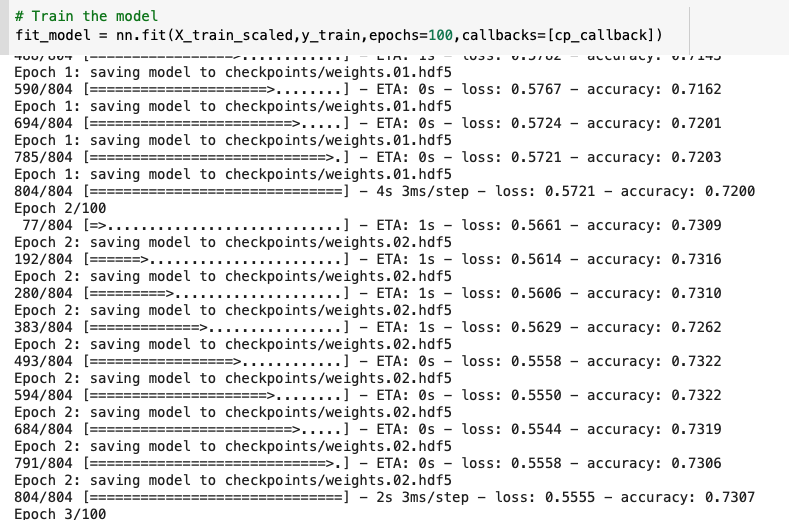 # Train the model
fit_model = nn.fit(X_train_scaled,y_train,epochs=100,callbacks=[cp_callback])
488/804 [==================>...........] - ETA: 1s - loss: 0.5762 - accuracy: 0.7143
Epoch 1: saving model to checkpoints/weights.01.hdf5
590/804 [=====================>........] - ETA: 0s - loss: 0.5767 - accuracy: 0.7162
Epoch 1: saving model to checkpoints/weights.01.hdf5
694/804 [========================>.....] - ETA: 0s - loss: 0.5724 - accuracy: 0.7201
Epoch 1: saving model to checkpoints/weights.01.hdf5
785/804 [============================>.] - ETA: 0s - loss: 0.5721 - accuracy: 0.7203
Epoch 1: saving model to checkpoints/weights.01.hdf5
804/804 [==============================] - 4s 3ms/step - loss: 0.5721 - accuracy: 0.7200
Epoch 2/100
 77/804 [=>............................] - ETA: 1s - loss: 0.5661 - accuracy: 0.7309
Epoch 2: saving model to checkpoints/weights.02.hdf5
192/804 [======>.......................] - ETA: 1s - loss: 0.5614 - accuracy: 0.7316
Epoch 2: saving model to checkpoints/weights.02.hdf5
280/804 [=========>....................] - ETA: 1s - loss: 0.5606 - accuracy: 0.7310
Epoch 2: saving model to checkpoints/weights.02.hdf5
383/804 [=============>................] - ETA: 1s - loss: 0.5629 - accuracy: 0.7262
Epoch 2: saving model to checkpoints/weights.02.hdf5
493/804 [=================>............] - ETA: 0s - loss: 0.5558 - accuracy: 0.7322
Epoch 2: saving model to checkpoints/weights.02.hdf5
594/804 [=====================>........] - ETA: 0s - loss: 0.5550 - accuracy: 0.7322
Epoch 2: saving model to checkpoints/weights.02.hdf5
684/804 [========================>.....] - ETA: 0s - loss: 0.5544 - accuracy: 0.7319
Epoch 2: saving model to checkpoints/weights.02.hdf5
791/804 [============================>.] - ETA: 0s - loss: 0.5558 - accuracy: 0.7306
Epoch 2: saving model to checkpoints/weights.02.hdf5
804/804 [==============================] - 2s 3ms/step - loss: 0.5555 - accuracy: 0.7307
Epoch 3/100